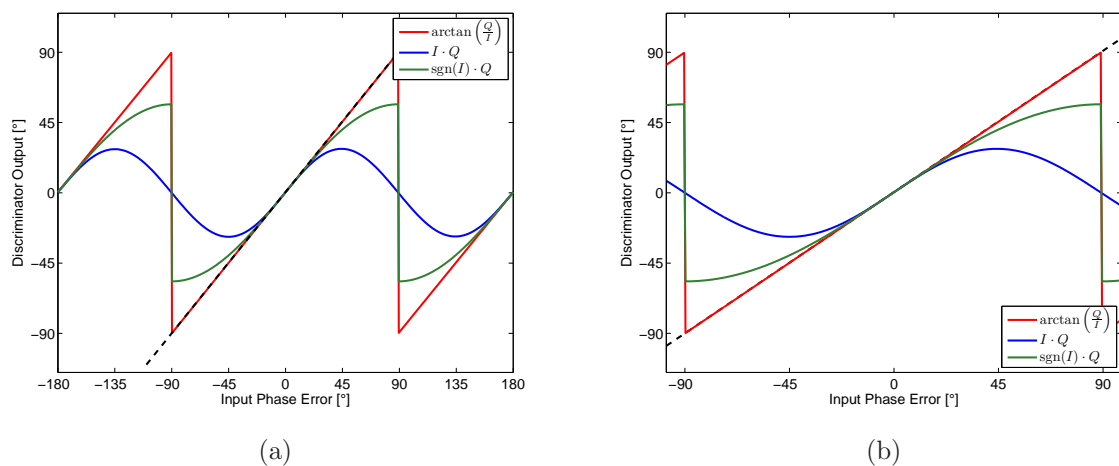 90
45
0
−45
−90
Discriminator Output [°]
−180 −135 −90 −45 0 45 90 135 180
Input Phase Error [°]
arctan (Q/I)
I · Q
sgn(I) · Q
(a)
90
45
0
−45
−90
Discriminator Output [°]
−90 −45 0 45 90
Input Phase Error [°]
arctan (Q/I)
I · Q
sgn(I) · Q
(b)